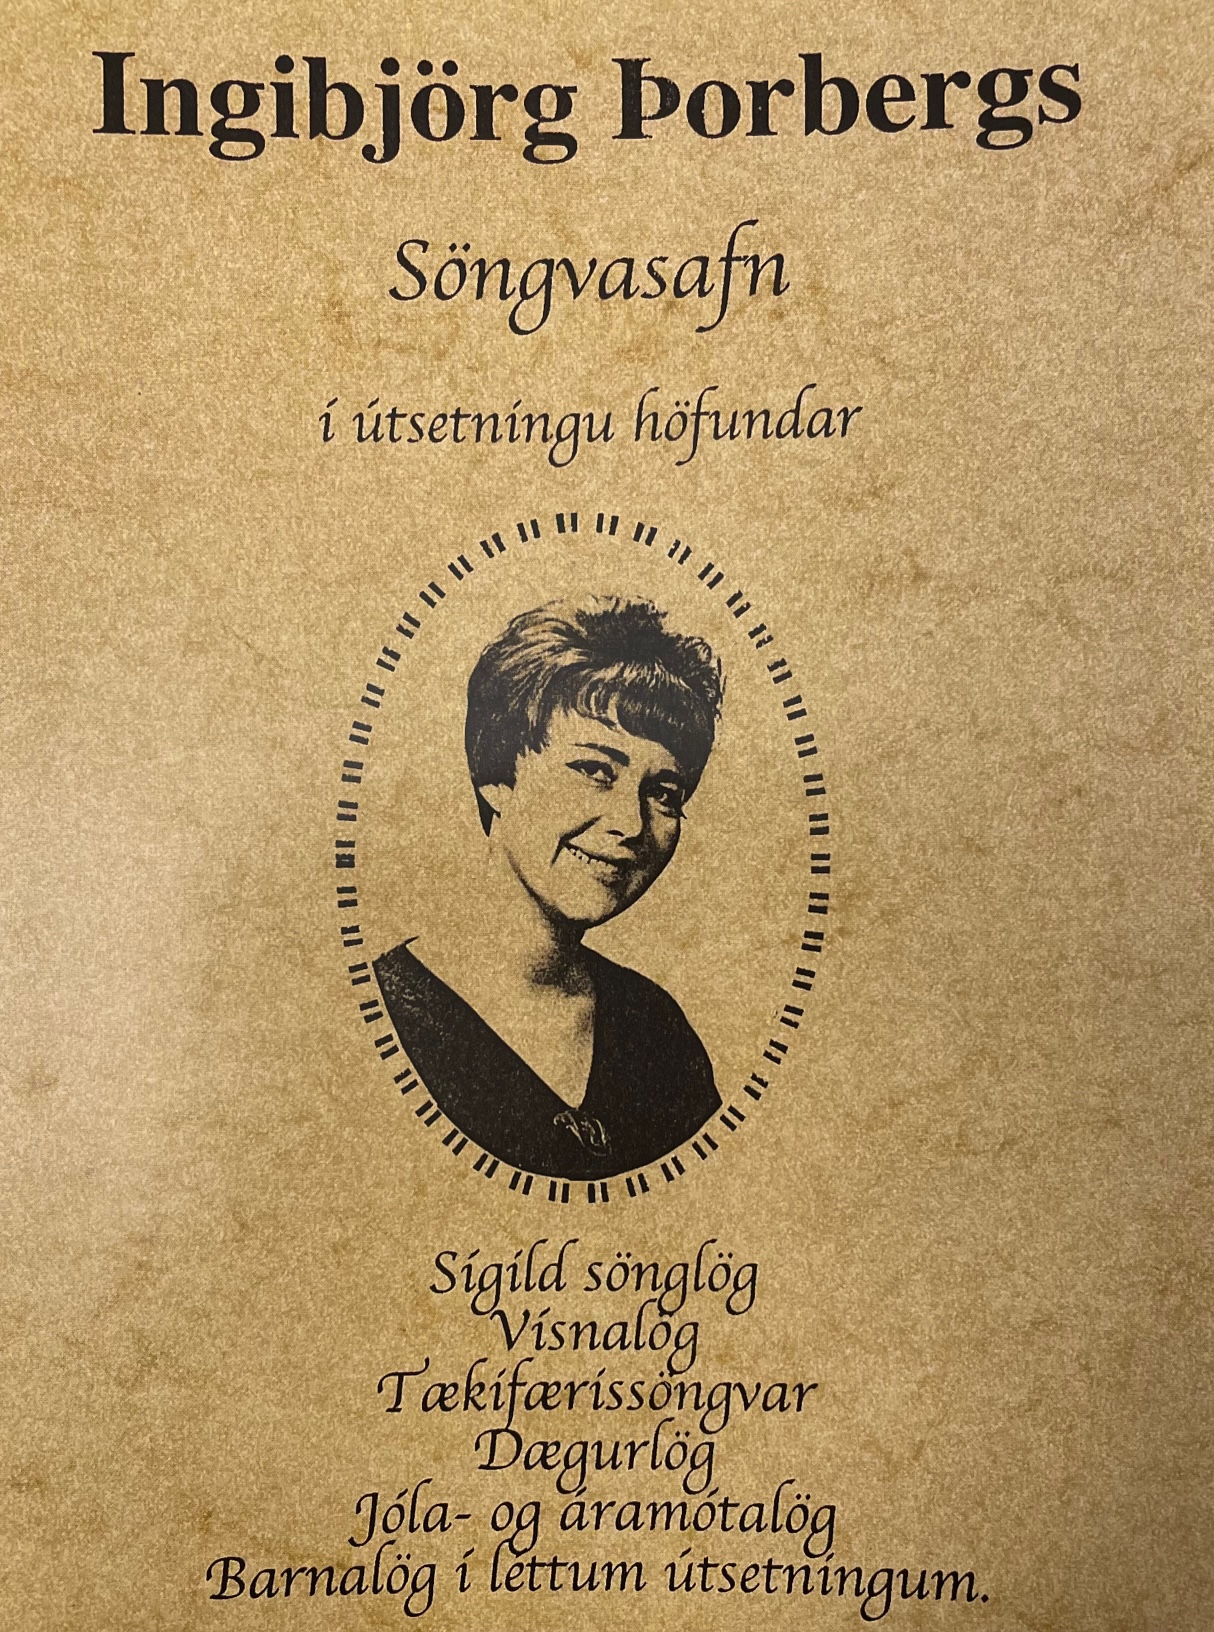 Ingibjörg Þorbergs
Söngvasafn
í útsetningu höfundar
Sígild sönglög
Vísnalög
Tækifærissöngvar
Dægurlög
Jóla- og áramótalög
Barnalög í léttum útsetningum.